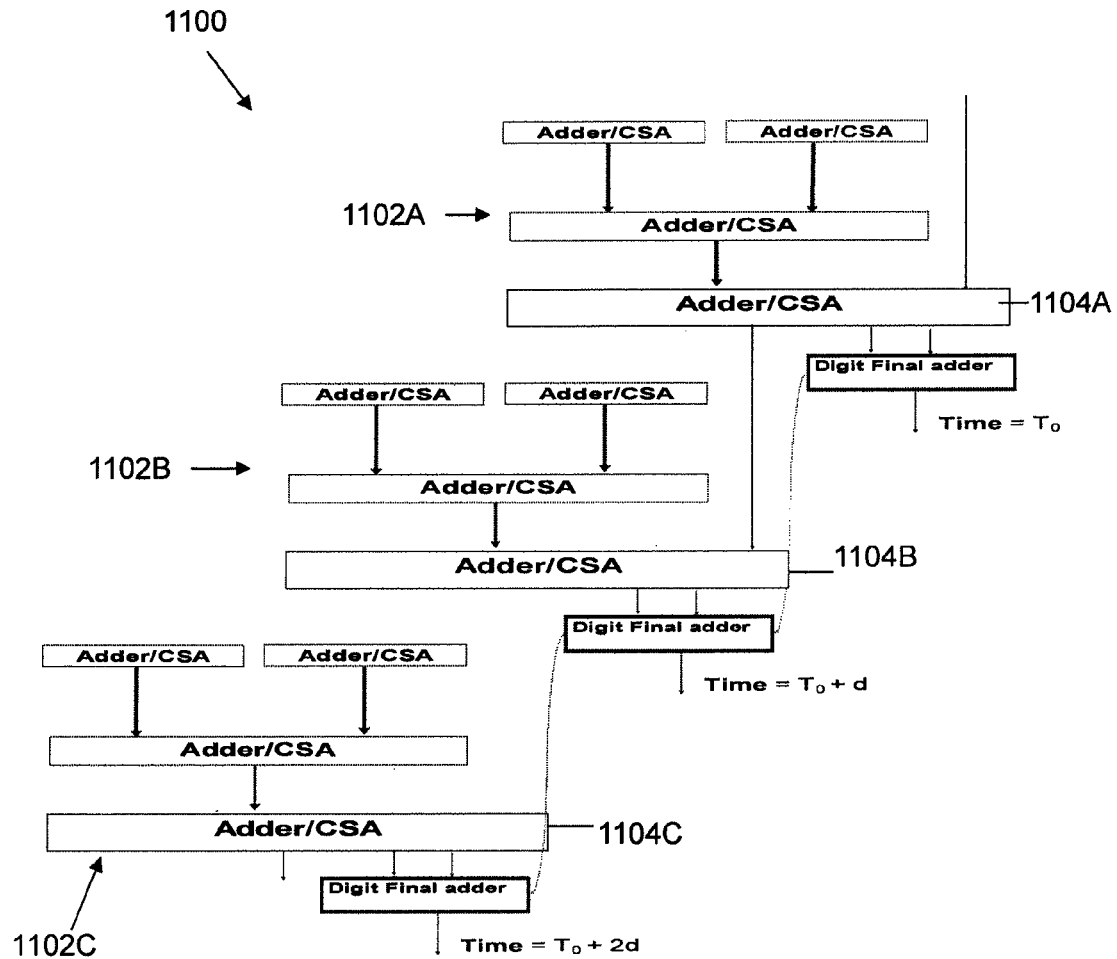 1100
Adder/CSA Adder/CSA
1102A
Adder/CSA
Adder/CSA
1104A
Digit Final adder
Time = T₀
Adder/CSA Adder/CSA
1102B
Adder/CSA
Adder/CSA
1104B
Digit Final adder
Time = T₀ + d
Adder/CSA Adder/CSA
Adder/CSA
Adder/CSA
1104C
Digit Final adder
1102C
Time = T₀ + 2d